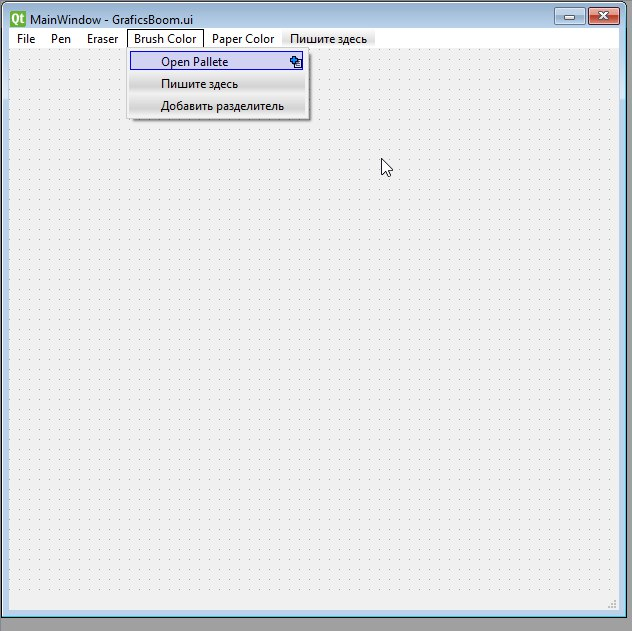 Qt MainWindow - GraficsBoom.ui
File Pen Eraser Brush Color Paper Color Пишите здесь
Open Pallete
Пишите здесь
Добавить разделитель